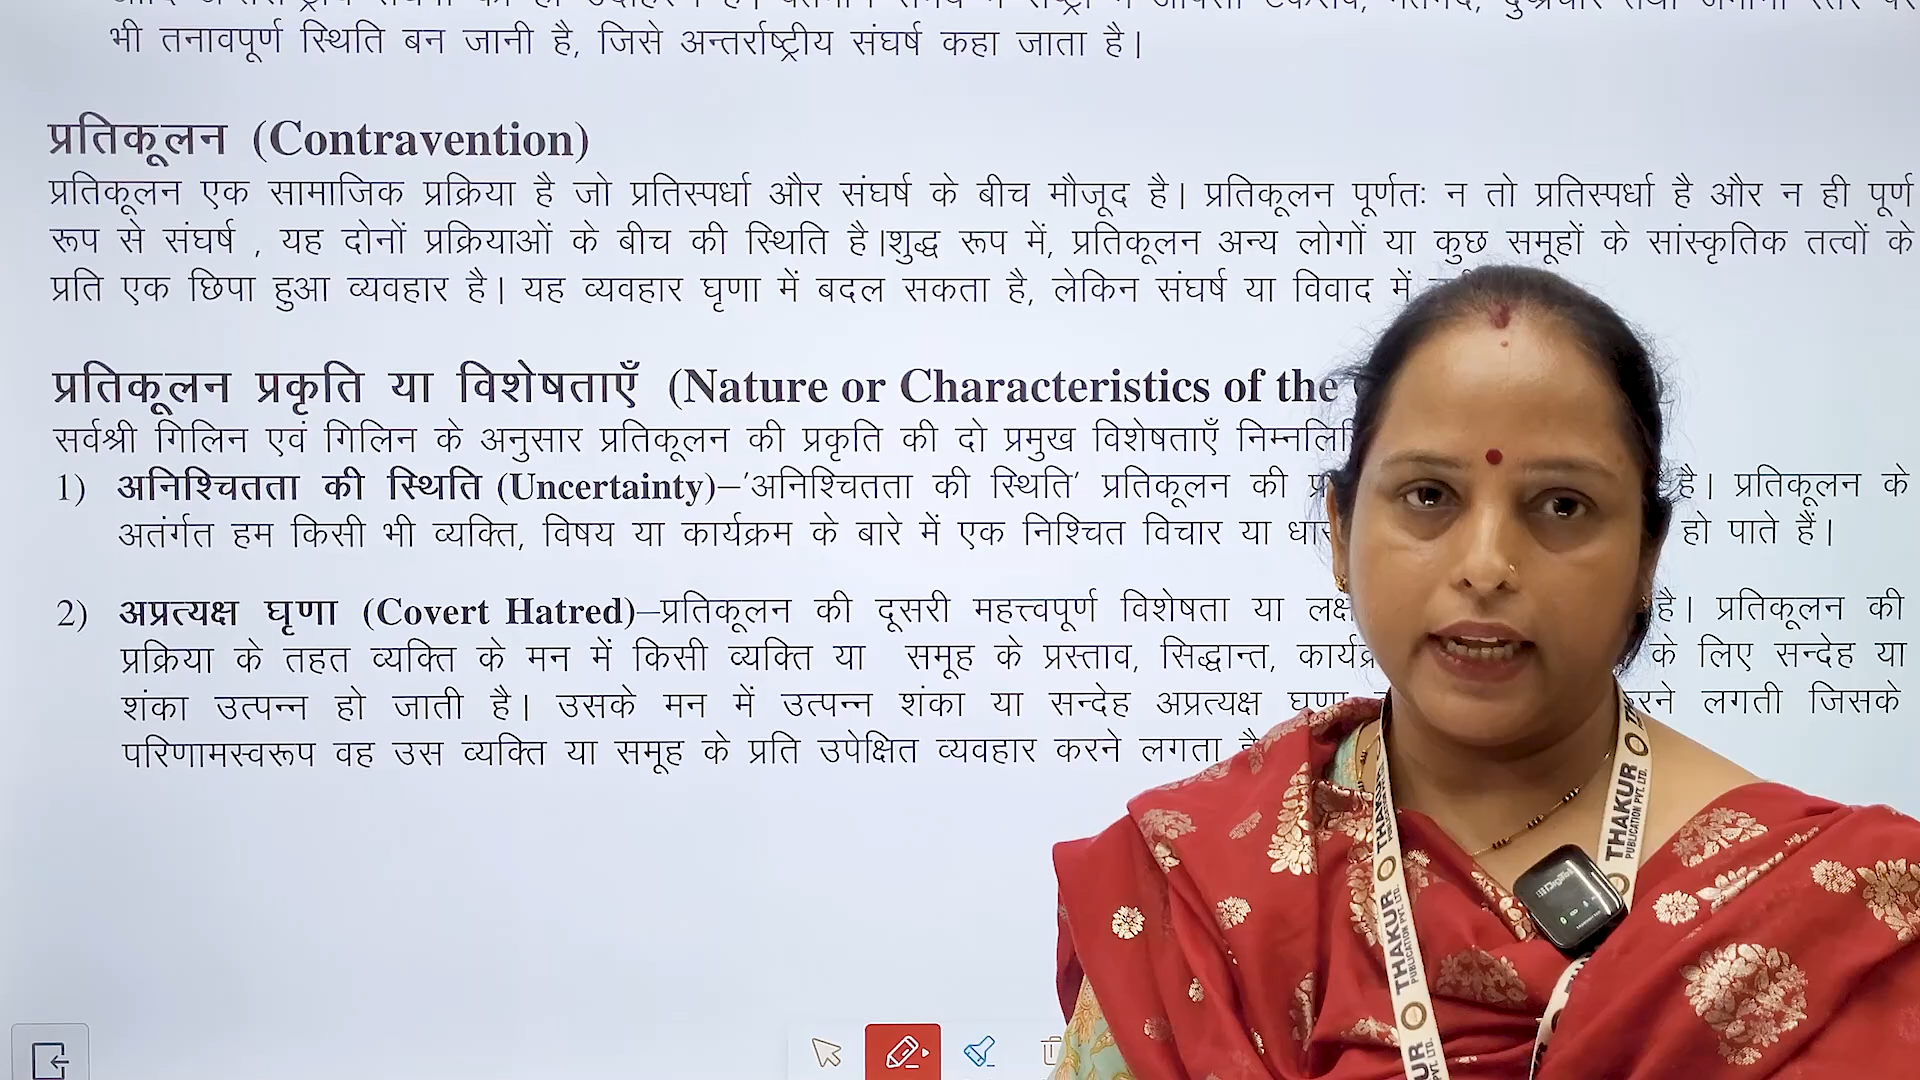 भी तनावपूर्ण स्थिति बन जानी है, जिसे अन्तर्राष्ट्रीय संघर्ष कहा जाता है।
प्रतिकूलन (Contravention)
प्रतिकूलन एक सामाजिक प्रक्रिया है जो प्रतिस्पर्धा और संघर्ष के बीच मौजूद है। प्रतिकूलन पूर्णतः न तो प्रतिस्पर्धा है और न ही पूर्ण
रूप से संघर्ष , यह दोनों प्रक्रियाओं के बीच की स्थिति है।शुद्ध रूप में, प्रतिकूलन अन्य लोगों या कुछ समूहों के सांस्कृतिक तत्वों के
प्रति एक छिपा हुआ व्यवहार है। यह व्यवहार घृणा में बदल सकता है, लेकिन संघर्ष या विवाद में
प्रतिकूलन प्रकृति या विशेषताएँ (Nature or Characteristics of the
सर्वश्री गिलिन एवं गिलिन के अनुसार प्रतिकूलन की प्रकृति की दो प्रमुख विशेषताएँ
1) अनिश्चितता की स्थिति (Uncertainty)–'अनिश्चितता की स्थिति' प्रतिकूलन की है। प्रतिकूलन के
अतंर्गत हम किसी भी व्यक्ति, विषय या कार्यक्रम के बारे में एक निश्चित विचार या हो पाते हैं।
2) अप्रत्यक्ष घृणा (Covert Hatred)–प्रतिकूलन की दूसरी महत्त्वपूर्ण विशेषता या है। प्रतिकूलन की
प्रक्रिया के तहत व्यक्ति के मन में किसी व्यक्ति या समूह के प्रस्ताव, सिद्धान्त, के लिए सन्देह या
शंका उत्पन्न हो जाती है। उसके मन में उत्पन्न शंका या सन्देह अप्रत्यक्ष लगती जिसके
परिणामस्वरूप वह उस व्यक्ति या समूह के प्रति उपेक्षित व्यवहार करने लगता
THAKUR
PUBLICATION PVT. LTD.
THAKUR
PUBLICATION PVT. LTD.
DigiTek